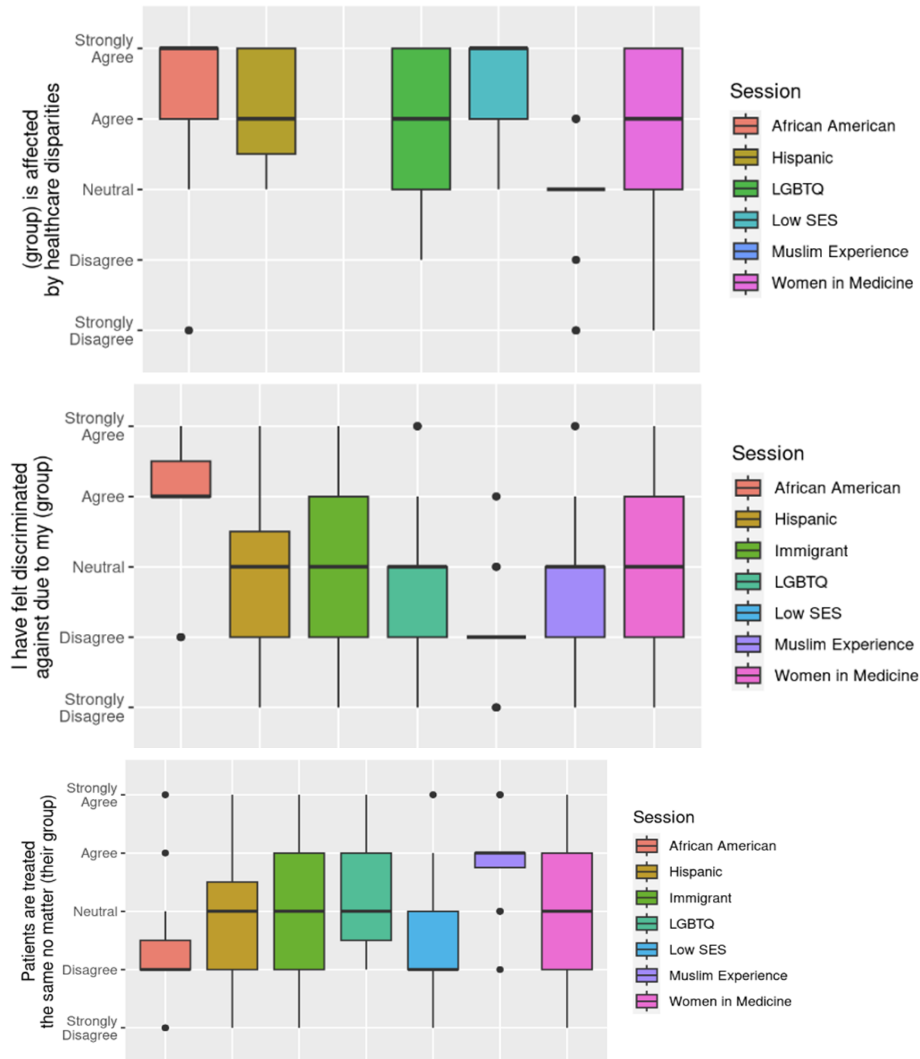 (group) is affected
by healthcare disparities
Strongly
Agree
Agree
Neutral
Disagree
Strongly
Disagree
Session
African American
Hispanic
LGBTQ
Low SES
Muslim Experience
Women in Medicine
I have felt discriminated
against due to my (group)
Strongly
Agree
Agree
Neutral
Disagree
Strongly
Disagree
Session
African American
Hispanic
Immigrant
LGBTQ
Low SES
Muslim Experience
Women in Medicine
Patients are treated
the same no matter (their group)
Strongly
Agree
Agree
Neutral
Disagree
Strongly
Disagree
Session
African American
Hispanic
Immigrant
LGBTQ
Low SES
Muslim Experience
Women in Medicine